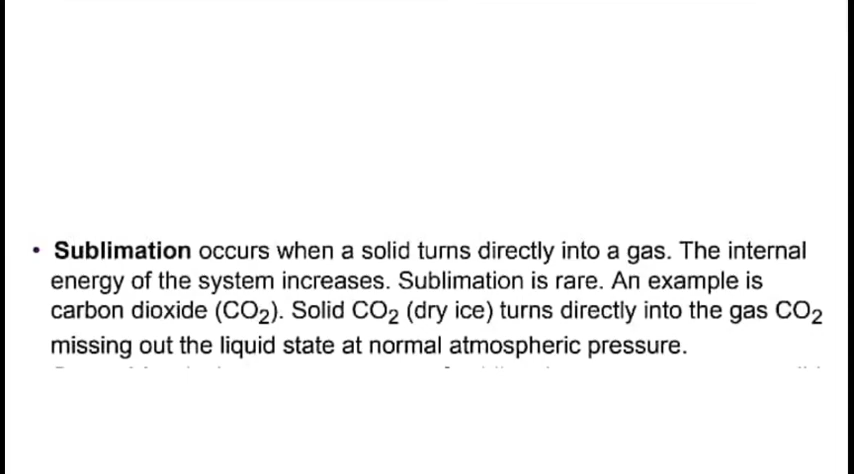 • Sublimation occurs when a solid turns directly into a gas. The internal
energy of the system increases. Sublimation is rare. An example is
carbon dioxide (CO₂). Solid CO₂ (dry ice) turns directly into the gas CO₂
missing out the liquid state at normal atmospheric pressure.